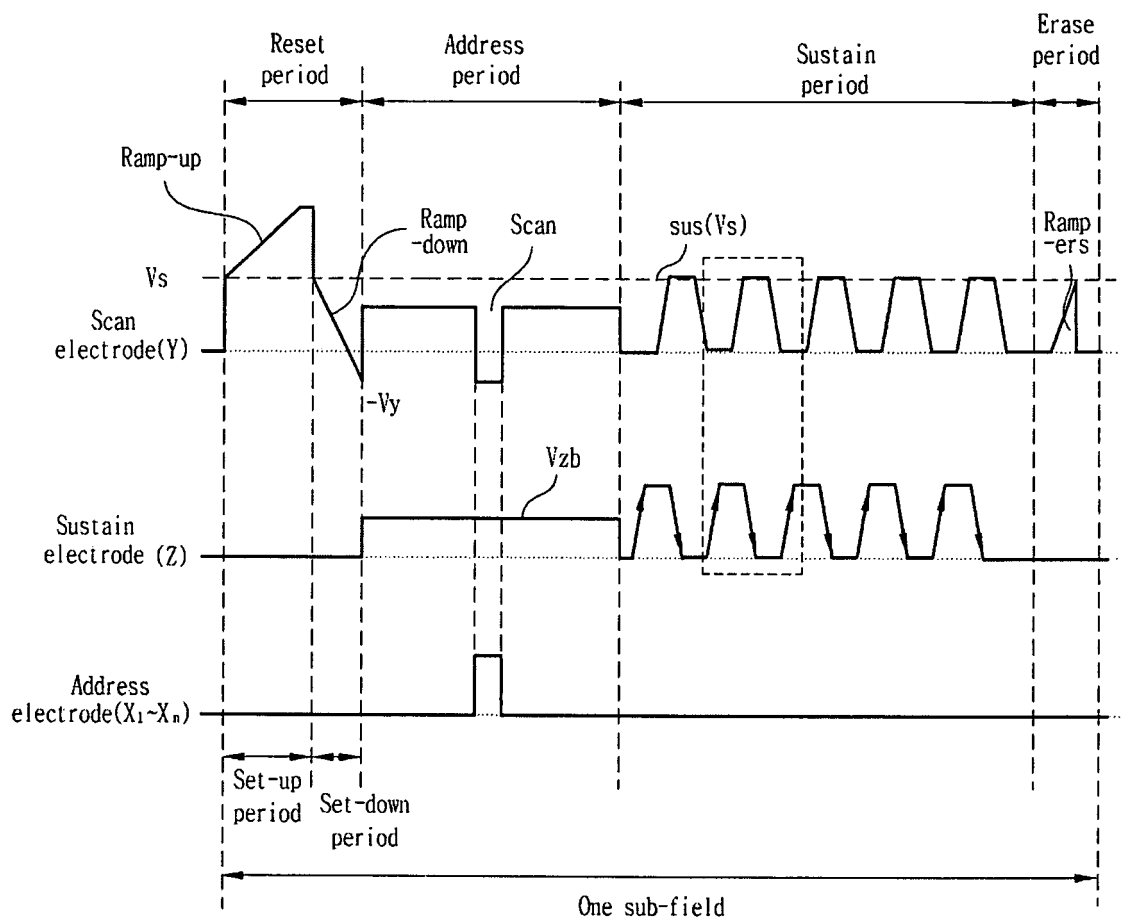 Reset
period
Address
period
Sustain
period
Erase
period
Ramp-up
Ramp
-down
Scan
sus(Vs)
Ramp
-ers
Vs
Scan
electrode(Y)
-Vy
Vzb
Sustain
electrode (Z)
Address
electrode(X₁~Xₙ)
Set-up
period
Set-down
period
One sub-field